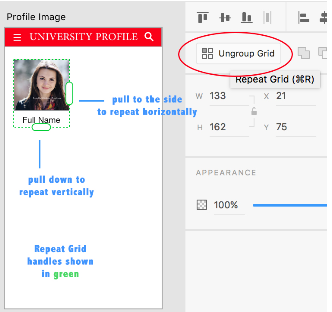 Profile Image
UNIVERSITY PROFILE
Full Name
pull to the side
to repeat horizontally
pull down to
repeat vertically
Repeat Grid
handles shown
in green
Ungroup Grid
Repeat Grid (⌘R)
W 133 X 21
H 162 Y 75
APPEARANCE
100%